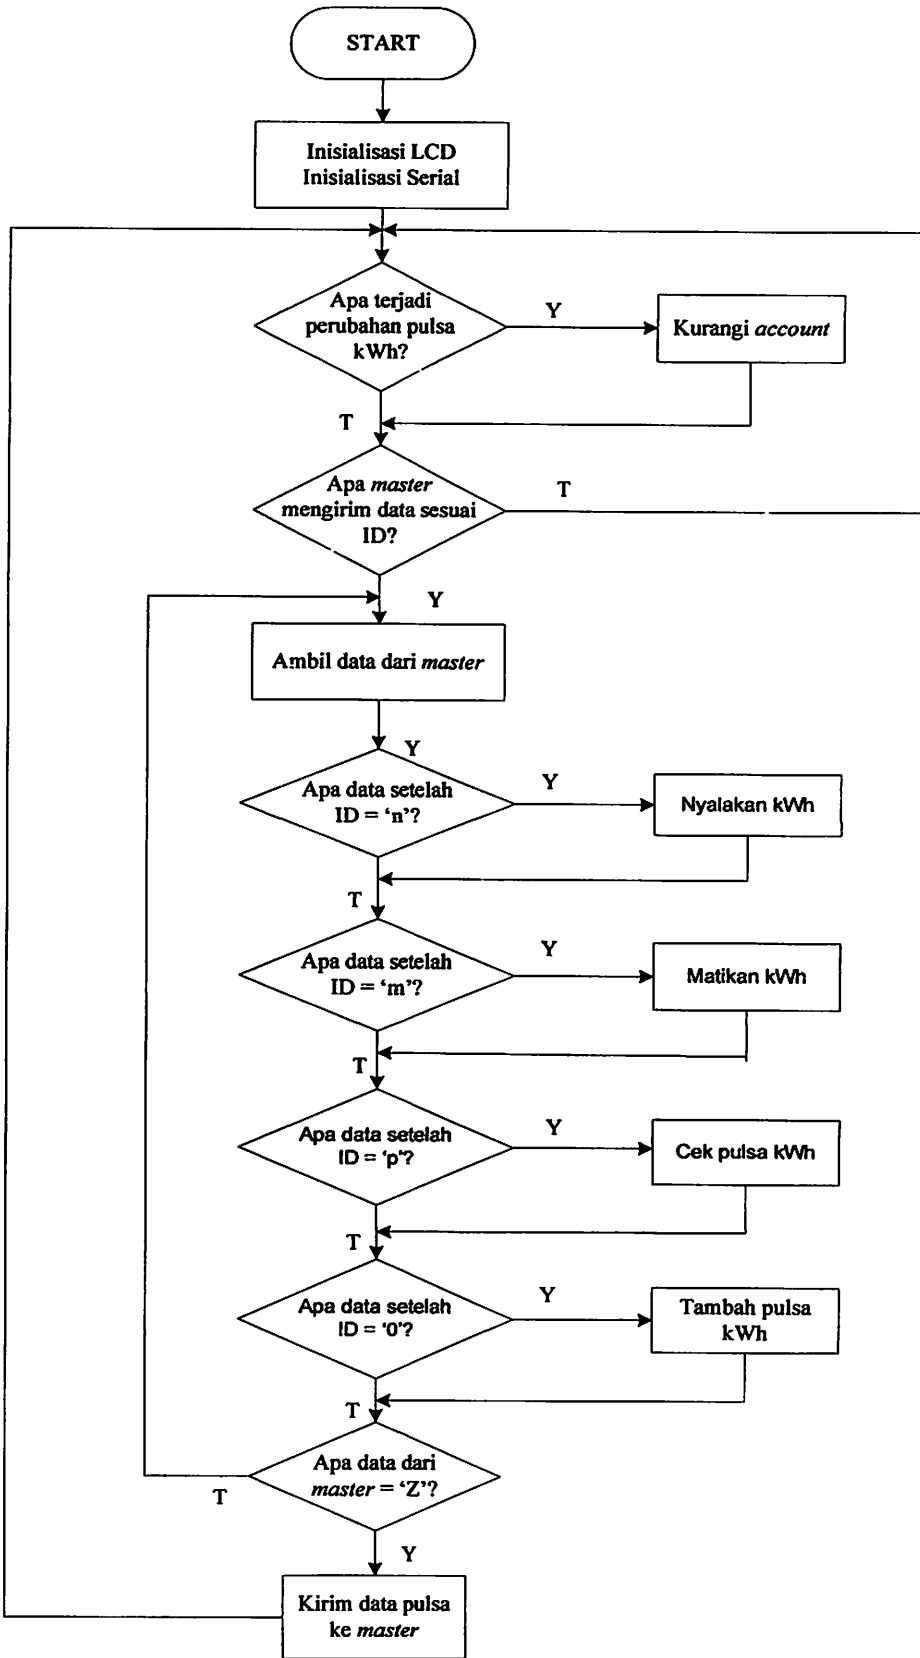 START
Inisialisasi LCD
Inisialisasi Serial
Apa terjadi
perubahan pulsa
kWh?
Y
Kurangi account
T
Apa master
mengirim data sesuai
ID?
T
Y
Ambil data dari master
Y
Apa data setelah
ID = ‘n’?
Y
Nyalakan kWh
T
Apa data setelah
ID = ‘m’?
Y
Matikan kWh
T
Apa data setelah
ID = ‘p’?
Y
Cek pulsa kWh
T
Apa data setelah
ID = ‘0’?
Y
Tambah pulsa
kWh
T
Apa data dari
master = ‘Z’?
T
Y
Kirim data pulsa
ke master